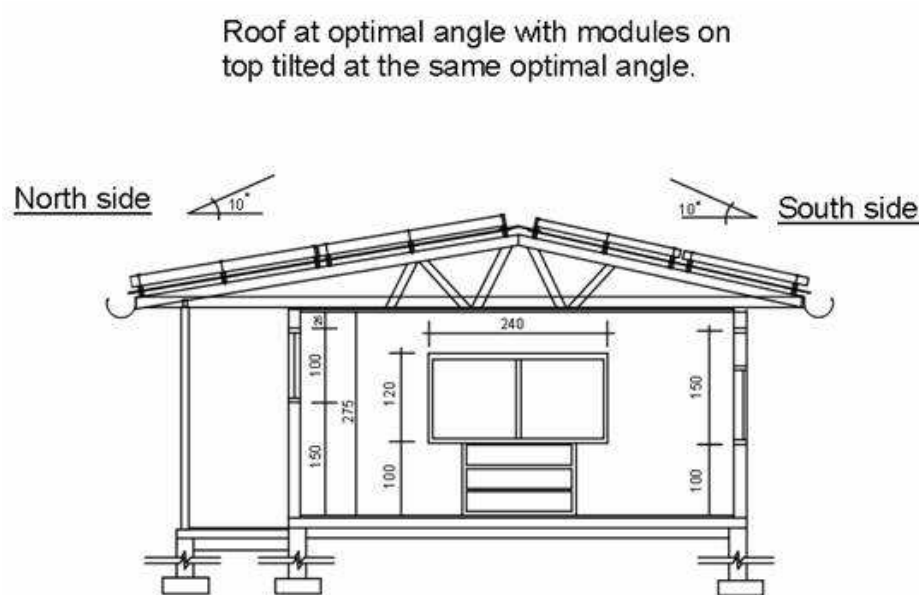 Roof at optimal angle with modules on
top tilted at the same optimal angle.
North side
10°
10°
South side
240
26
100
275
150
120
100
150
100